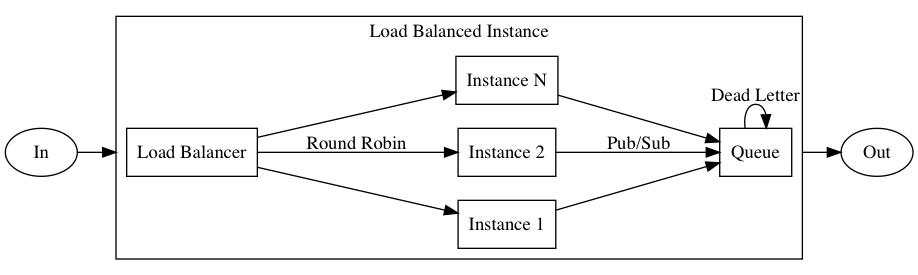 Load Balanced Instance
In
Load Balancer
Round Robin
Instance N
Instance 2
Instance 1
Pub/Sub
Dead Letter
Queue
Out